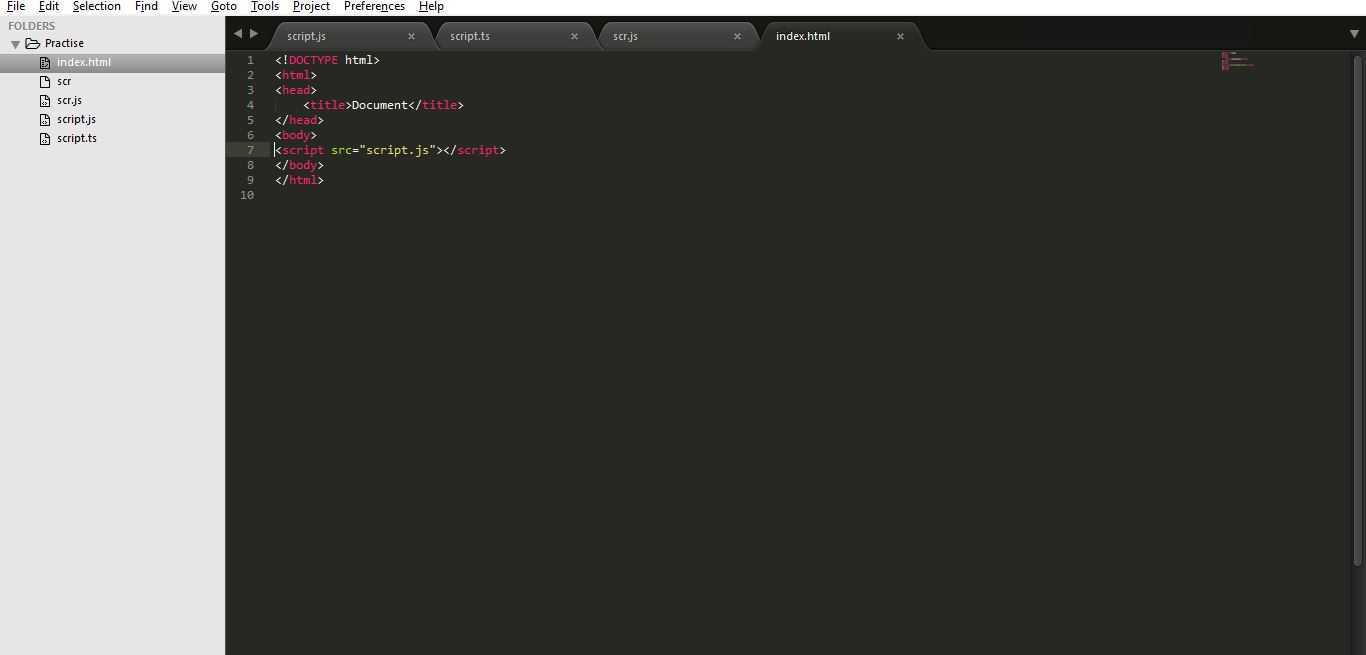 File Edit Selection Find View Goto Tools Project Preferences Help
FOLDERS
Practise
index.html
scr
scr.js
script.js
script.ts
script.js × script.ts × scr.js × index.html ×
1 <!DOCTYPE html>
2 <html>
3 <head>
4 <title>Document</title>
5 </head>
6 <body>
7 <script src="script.js"></script>
8 </body>
9 </html>
10